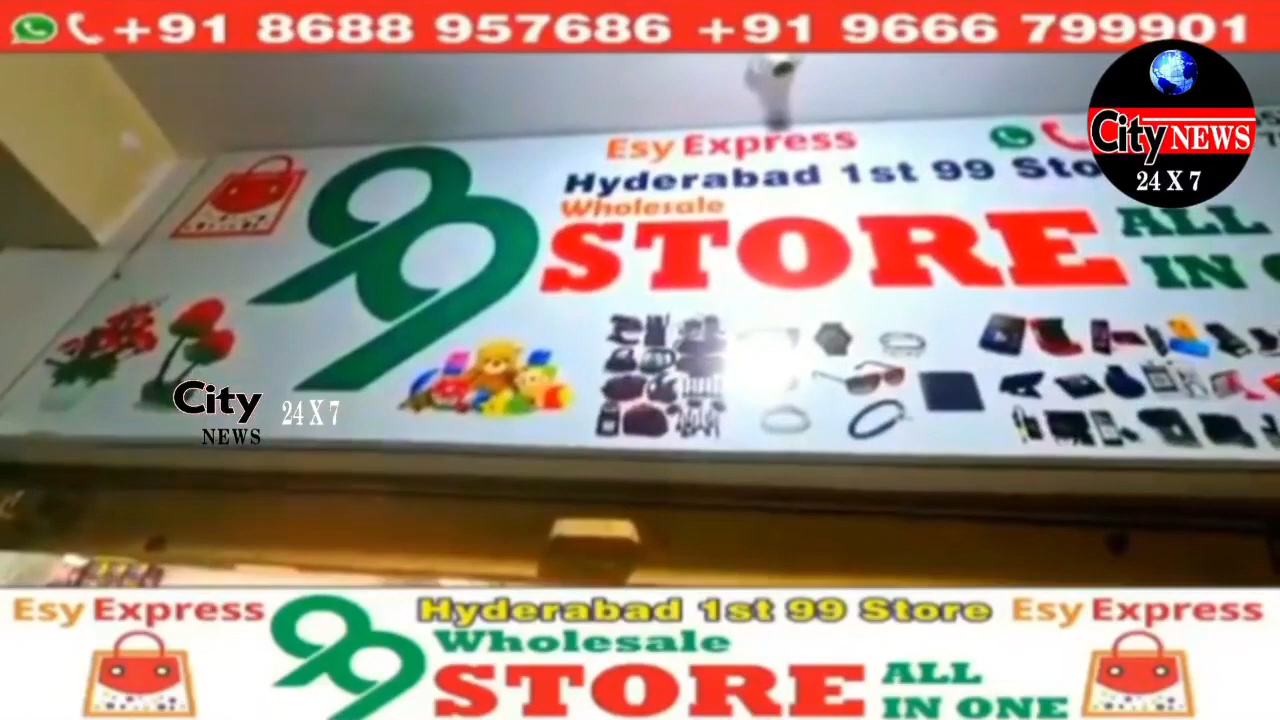 +91 8688 957686 +91 9666 799901
City NEWS
24 X 7
Esy Express
Hyderabad 1st 99 Sto
Wholesale
99 STORE ALL
IN
City 24 X 7
NEWS
Esy Express
99
Hyderabad 1st 99 Store
Wholesale
STORE
ALL
IN ONE
Esy Express